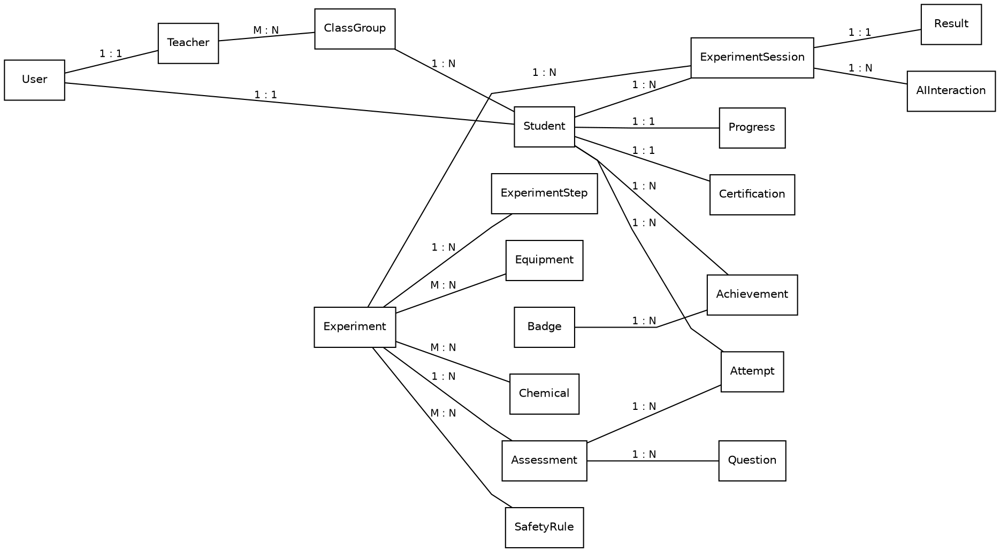 User
1 : 1
1 : 1
Teacher
M : N
ClassGroup
1 : N
Student
1 : N
ExperimentSession
1 : N
1 : 1
Result
1 : N
AIInteraction
1 : 1
Progress
1 : 1
Certification
1 : N
1 : N
Achievement
Attempt
Experiment
1 : N
ExperimentStep
M : N
Equipment
Badge
1 : N
M : N
Chemical
1 : N
Assessment
1 : N
1 : N
Question
M : N
SafetyRule